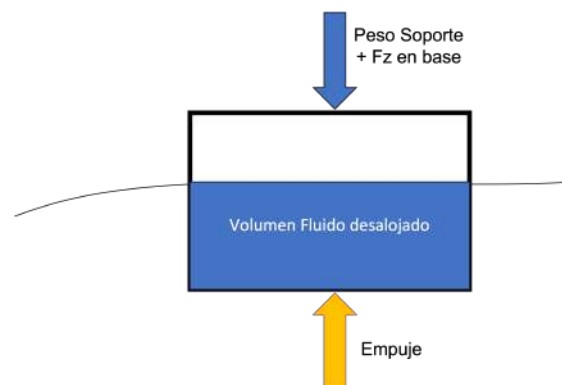 Peso Soporte
+ Fz en base
Volumen Fluido desalojado
Empuje